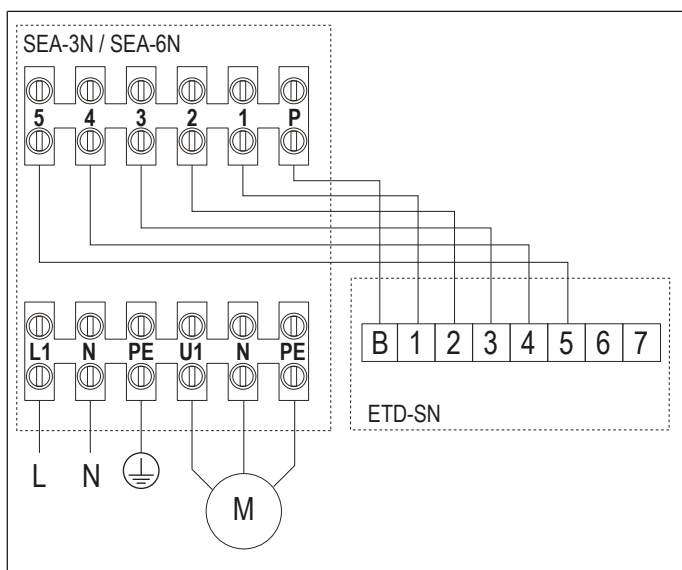 SEA-3N / SEA-6N
5 4 3 2 1 P
L1 N PE U1 N PE
B 1 2 3 4 5 6 7
ETD-SN
L N
M